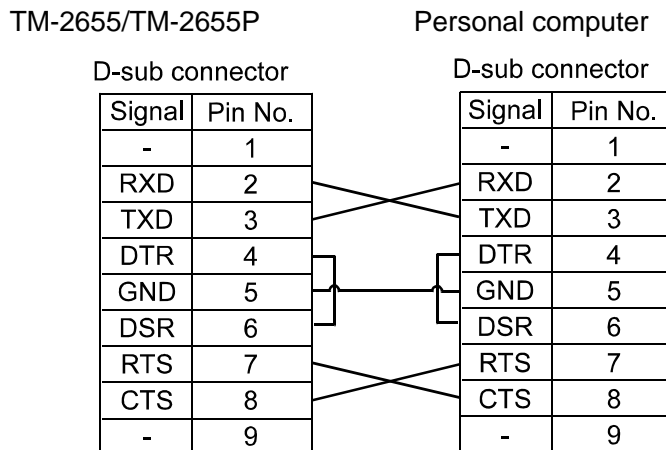 TM-2655/TM-2655P Personal computer
D-sub connector D-sub connector
Signal Pin No. Signal Pin No.
- 1 - 1
RXD 2 RXD 2
TXD 3 TXD 3
DTR 4 DTR 4
GND 5 GND 5
DSR 6 DSR 6
RTS 7 RTS 7
CTS 8 CTS 8
- 9 - 9